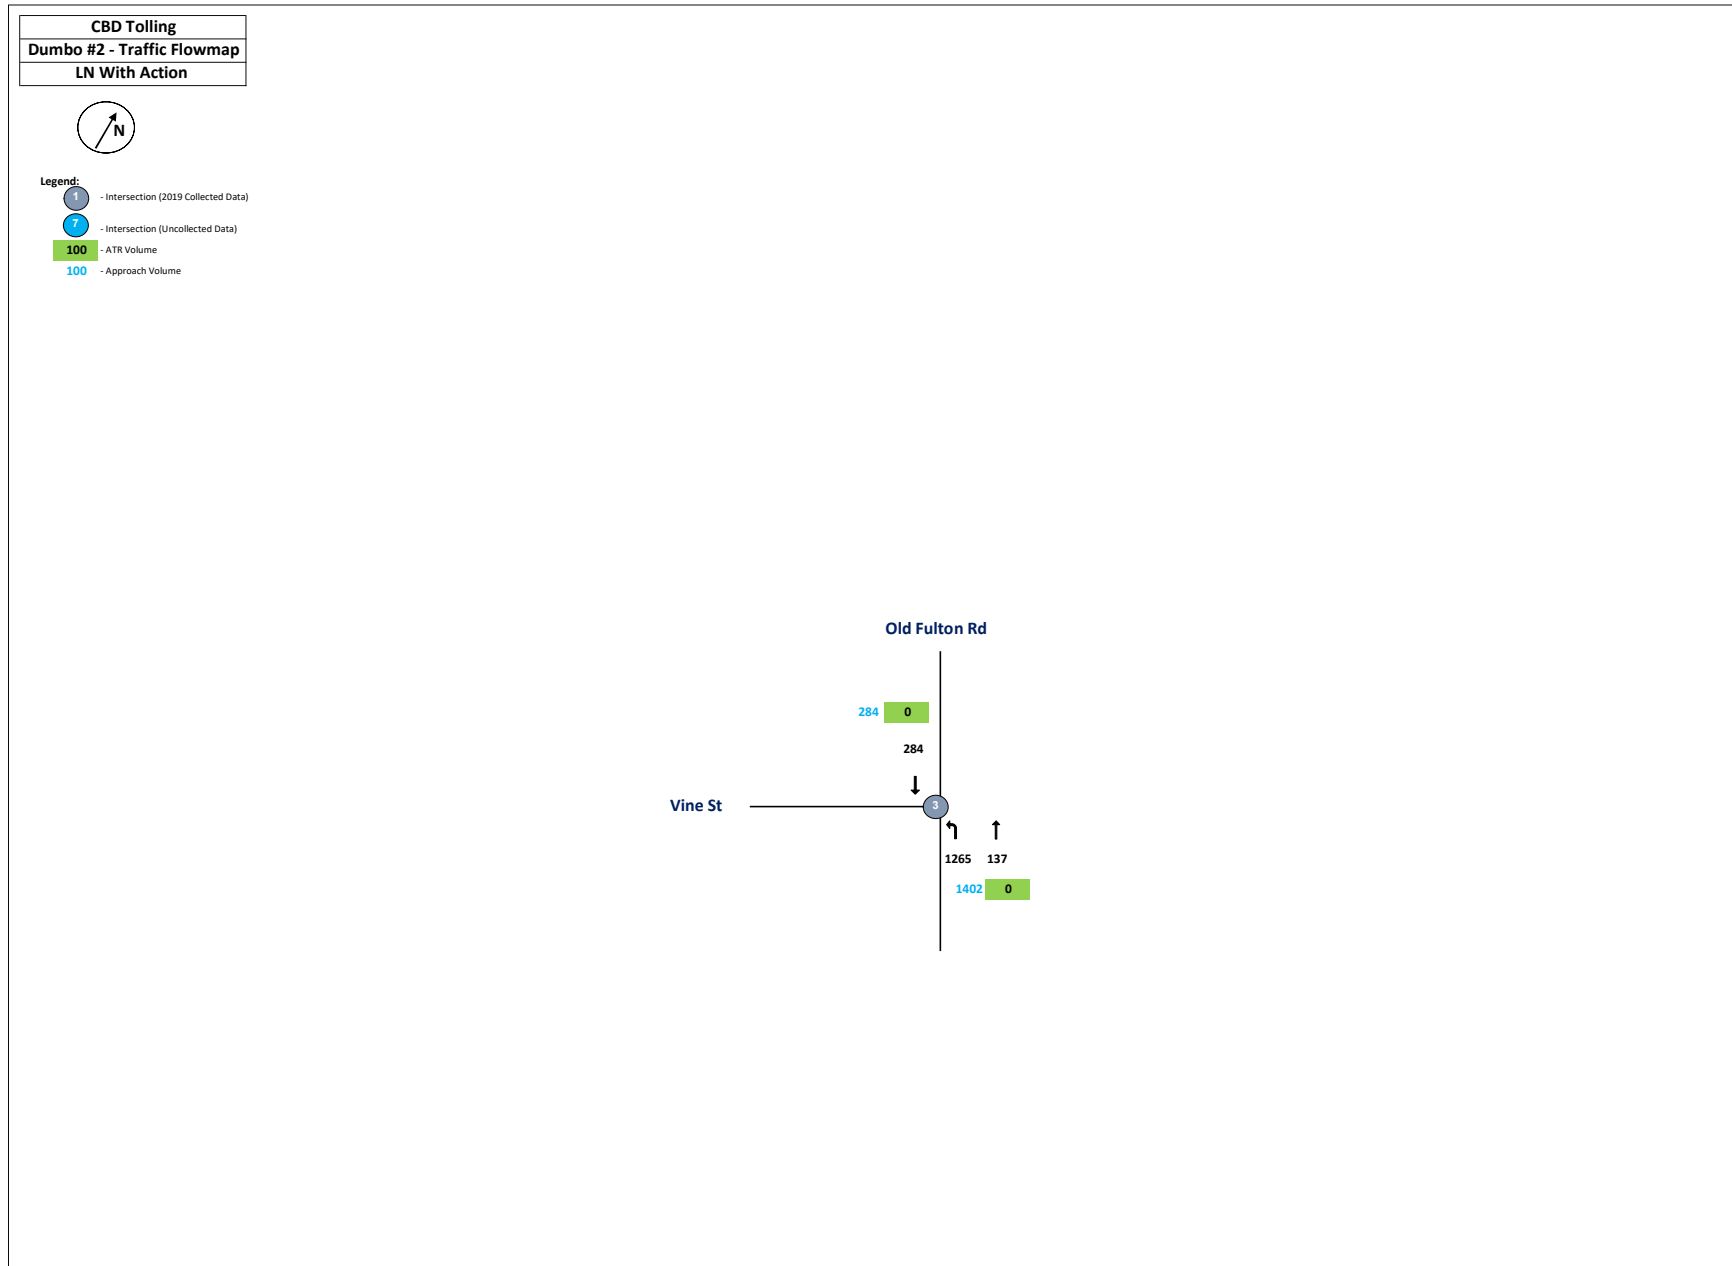 CBD Tolling
Dumbo #2 - Traffic Flowmap
LN With Action
N
Legend:
1 - Intersection (2019 Collected Data)
7 - Intersection (Uncollected Data)
100 - ATR Volume
100 - Approach Volume
Old Fulton Rd
284 0
284
Vine St
3
1265 137
1402 0